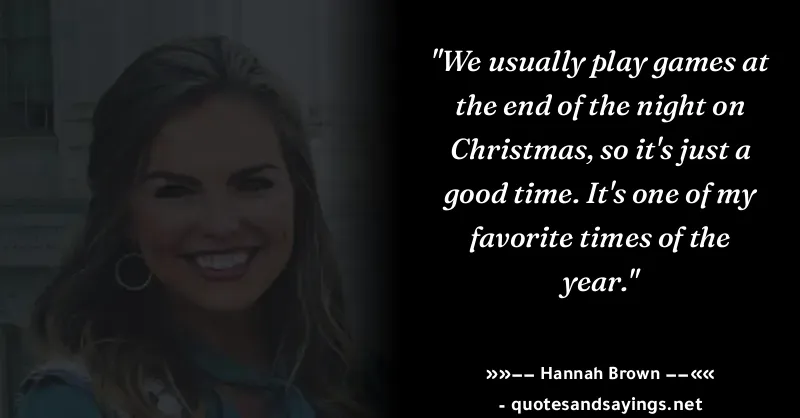 "We usually play games at
the end of the night on
Christmas, so it's just a
good time. It's one of my
favorite times of the
year."
»»−− Hannah Brown −−««
- quotesandsayings.net